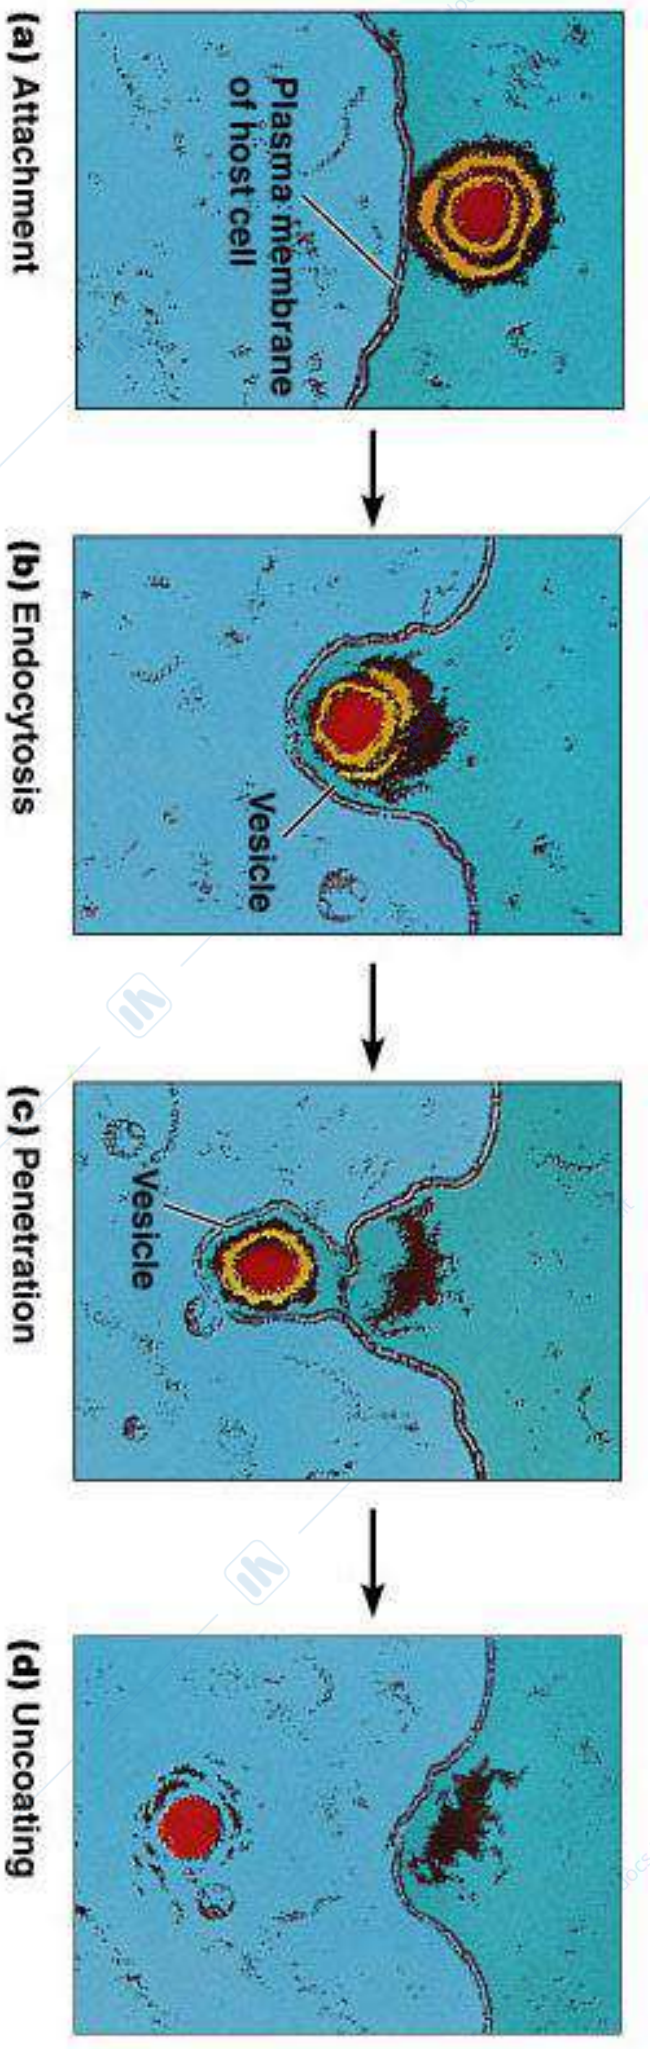 (a) Attachment
Plasma membrane
of host cell
(b) Endocytosis
Vesicle
(c) Penetration
Vesicle
(d) Uncoating